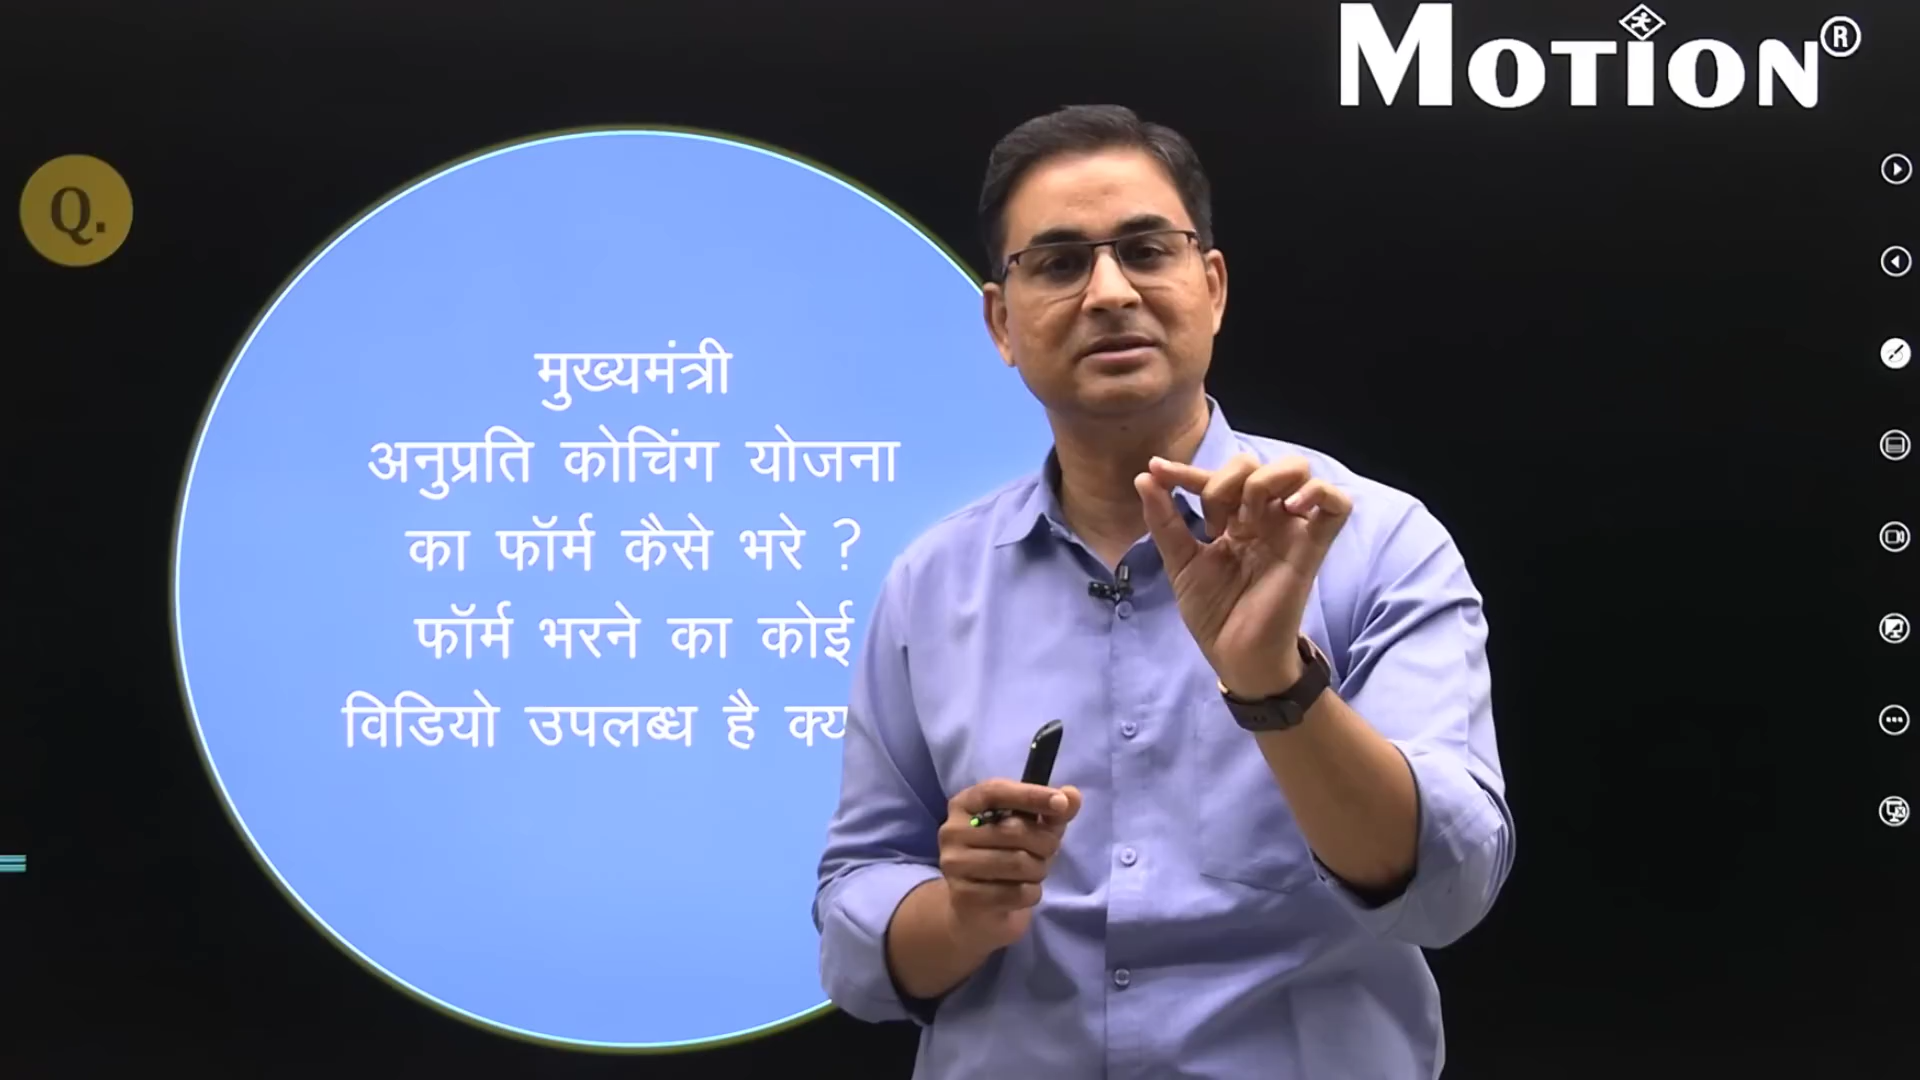 MOTION®
Q.
मुख्यमंत्री
अनुप्रति कोचिंग योजना
का फॉर्म कैसे भरे ?
फॉर्म भरने का कोई
विडियो उपलब्ध है